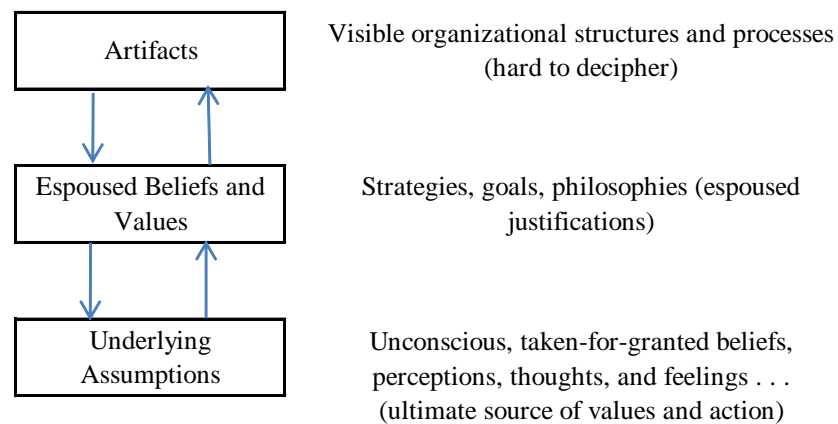 Artifacts
Visible organizational structures and processes
(hard to decipher)
Espoused Beliefs and
Values
Strategies, goals, philosophies (espoused
justifications)
Underlying
Assumptions
Unconscious, taken-for-granted beliefs,
perceptions, thoughts, and feelings . . .
(ultimate source of values and action)